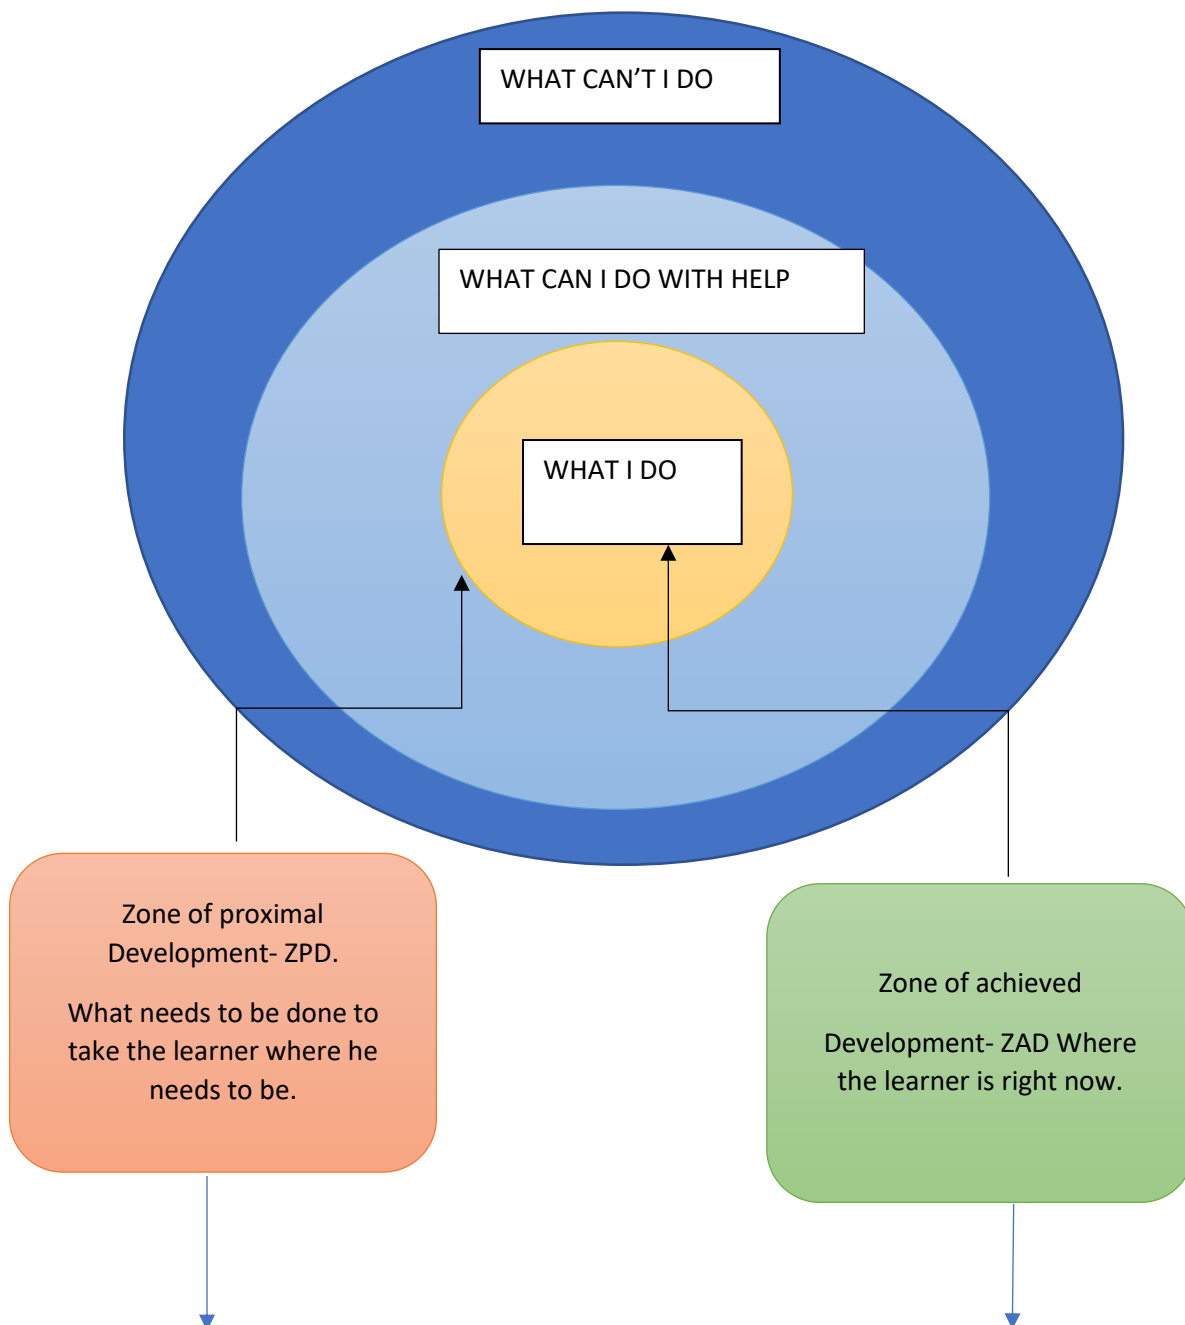 WHAT CAN’T I DO
WHAT CAN I DO WITH HELP
WHAT I DO
Zone of proximal
Development- ZPD.
What needs to be done to
take the learner where he
needs to be.
Zone of achieved
Development- ZAD Where
the learner is right now.